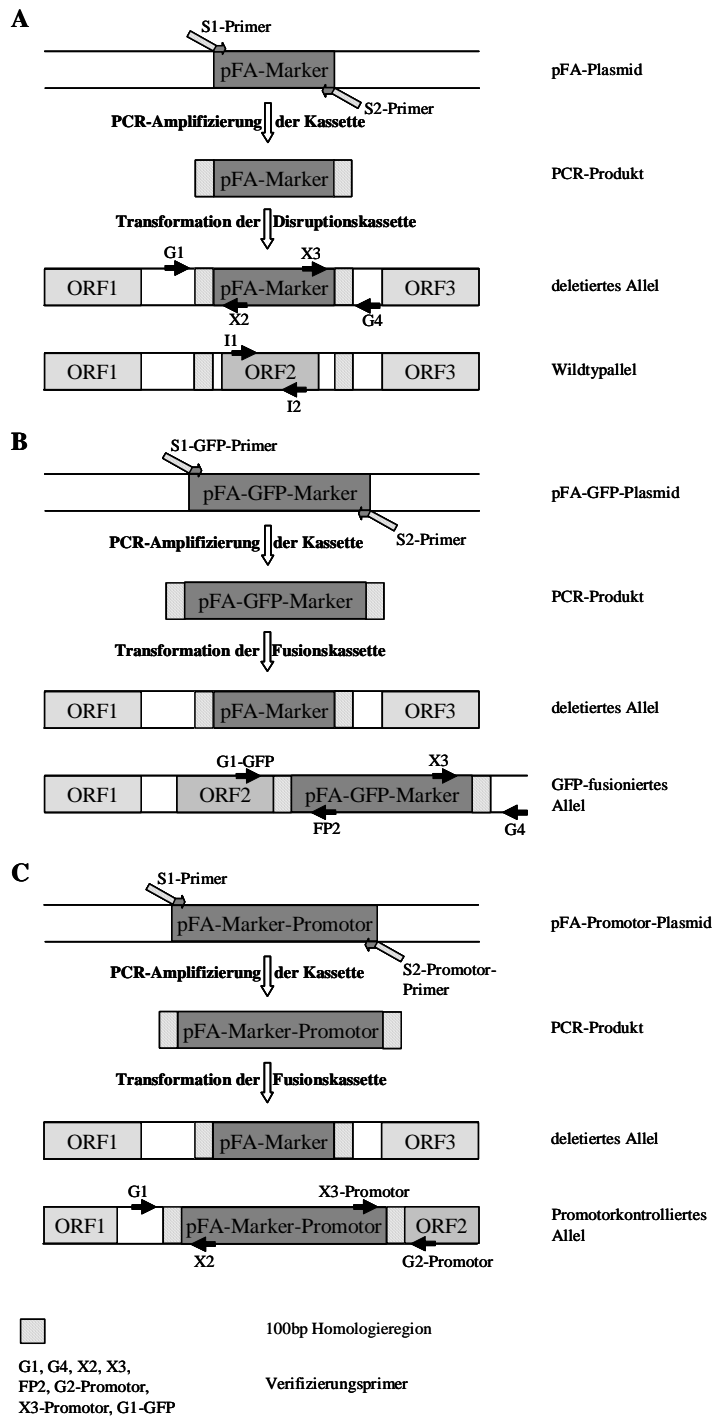 A
S1-Primer
pFA-Marker
pFA-Plasmid
S2-Primer
PCR-Amplifizierung der Kassette
pFA-Marker
PCR-Produkt
Transformation der Disruptionskassette
G1
X3
ORF1
pFA-Marker
ORF3
deletiertes Allel
X2
G4
I1
ORF1
ORF2
ORF3
Wildtypallel
I2
B
S1-GFP-Primer
pFA-GFP-Marker
pFA-GFP-Plasmid
S2-Primer
PCR-Amplifizierung der Kassette
pFA-GFP-Marker
PCR-Produkt
Transformation der Fusionskassette
ORF1
pFA-Marker
ORF3
deletiertes Allel
G1-GFP
X3
ORF1
ORF2
pFA-GFP-Marker
GFP-fusioniertes
Allel
FP2
G4
C
S1-Primer
pFA-Marker-Promotor
pFA-Promotor-Plasmid
S2-Promotor-
Primer
PCR-Amplifizierung der Kassette
pFA-Marker-Promotor
PCR-Produkt
Transformation der Fusionskassette
ORF1
pFA-Marker
ORF3
deletiertes Allel
G1
X3-Promotor
ORF1
pFA-Marker-Promotor
ORF2
Promotorkontrolliertes
Allel
X2
G2-Promotor
100bp Homologieregion
G1, G4, X2, X3,
FP2, G2-Promotor,
X3-Promotor, G1-GFP
Verifizierungsprimer